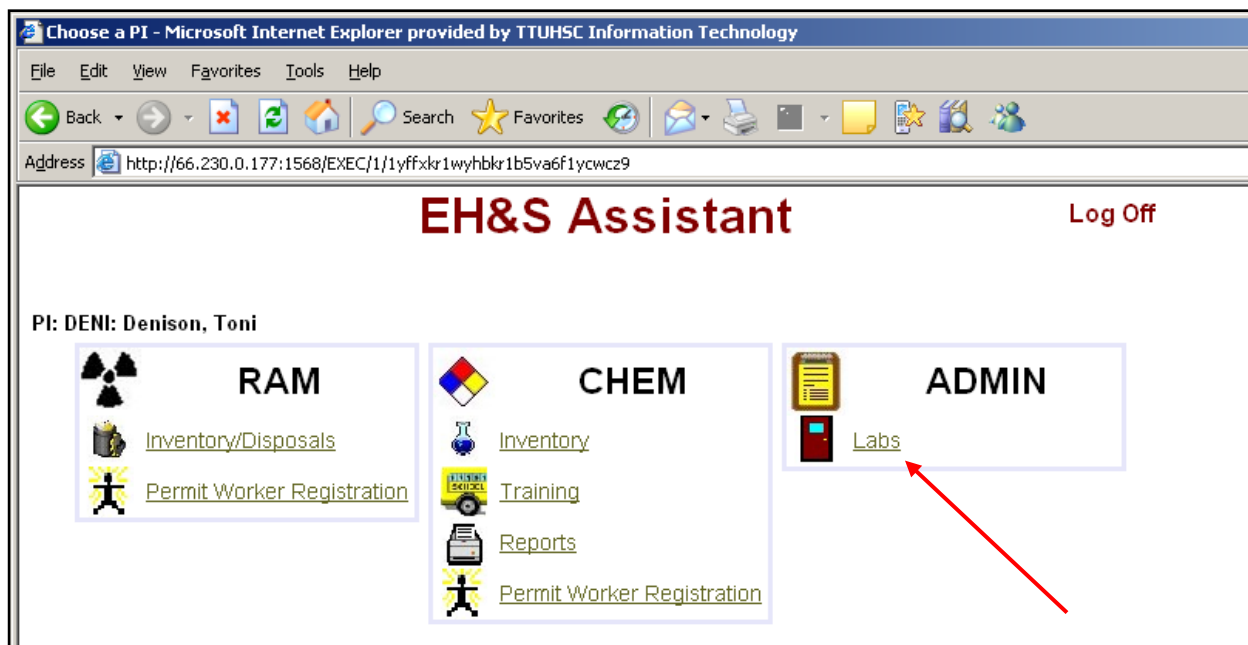 Choose a PI - Microsoft Internet Explorer provided by TTUHSC Information Technology
File Edit View Favorites Tools Help
Back Search Favorites
Address http://66.230.0.177:1568/EXEC/1/1yffxkr1wyhbkr1b5va6f1ycwcz9
EH&S Assistant Log Off
PI: DENI: Denison, Toni
RAM
Inventory/Disposals
Permit Worker Registration
CHEM
Inventory
Training
Reports
Permit Worker Registration
ADMIN
Labs